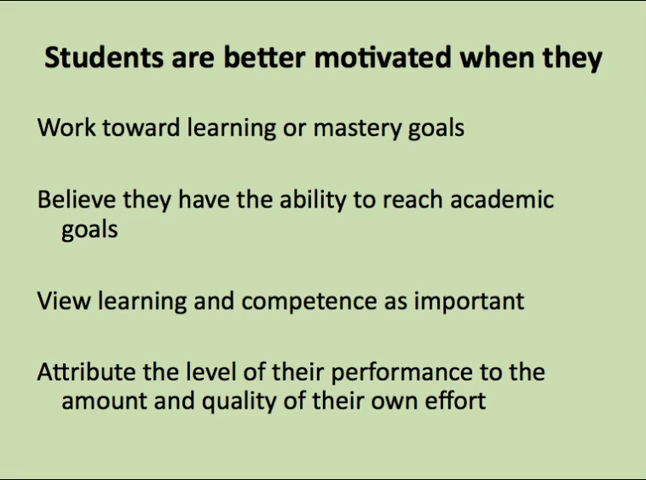 Students are better motivated when they
Work toward learning or mastery goals
Believe they have the ability to reach academic
goals
View learning and competence as important
Attribute the level of their performance to the
amount and quality of their own effort